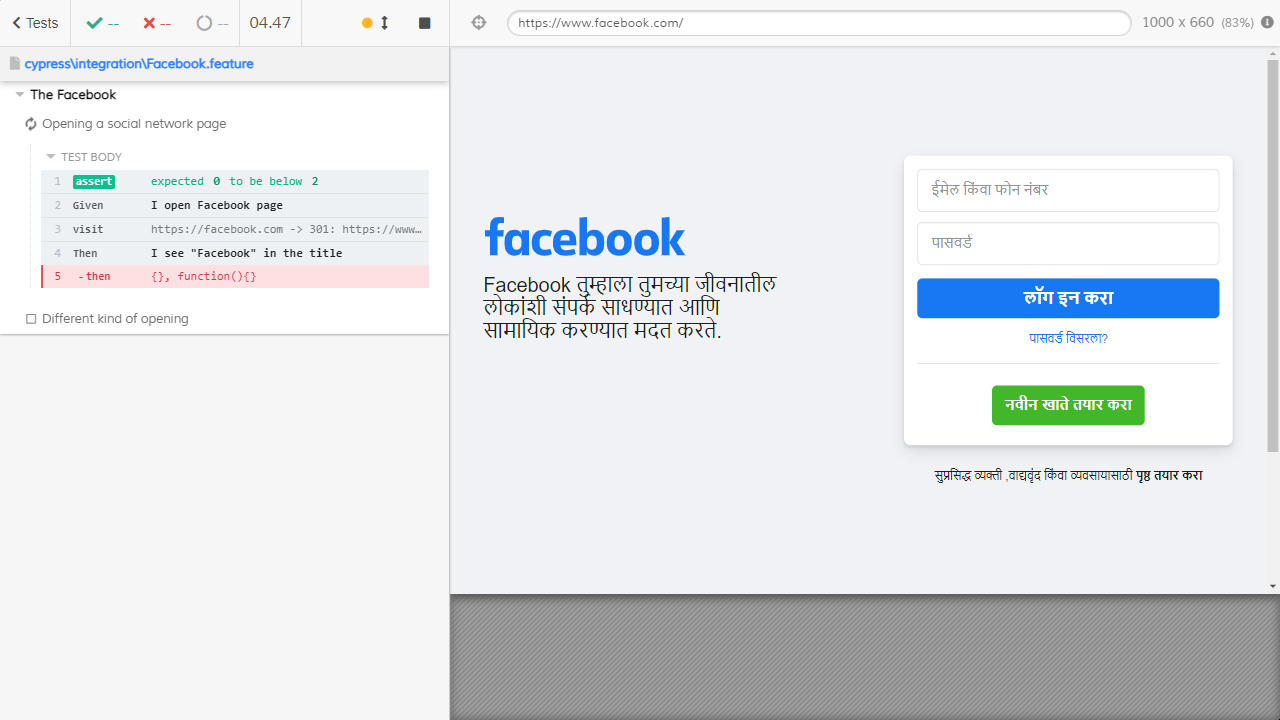 Tests
--
--
--
04.47
https://www.facebook.com/
1000 x 660 (83%)
cypress\integration\Facebook.feature
The Facebook
Opening a social network page
TEST BODY
1 assert expected 0 to be below 2
2 Given I open Facebook page
3 visit https://facebook.com -> 301: https://www…
4 Then I see "Facebook" in the title
5 -then {}, function(){}
Different kind of opening
facebook
Facebook तुम्हाला तुमच्या जीवनातील
लोकांशी संपर्क साधण्यात आणि
सामायिक करण्यात मदत करते.
ईमेल किंवा फोन नंबर
पासवर्ड
लॉग इन करा
पासवर्ड विसरला?
नवीन खाते तयार करा
सुप्रसिद्ध व्यक्ती ,वाद्यवृंद किंवा व्यवसायासाठी पृष्ठ तयार करा